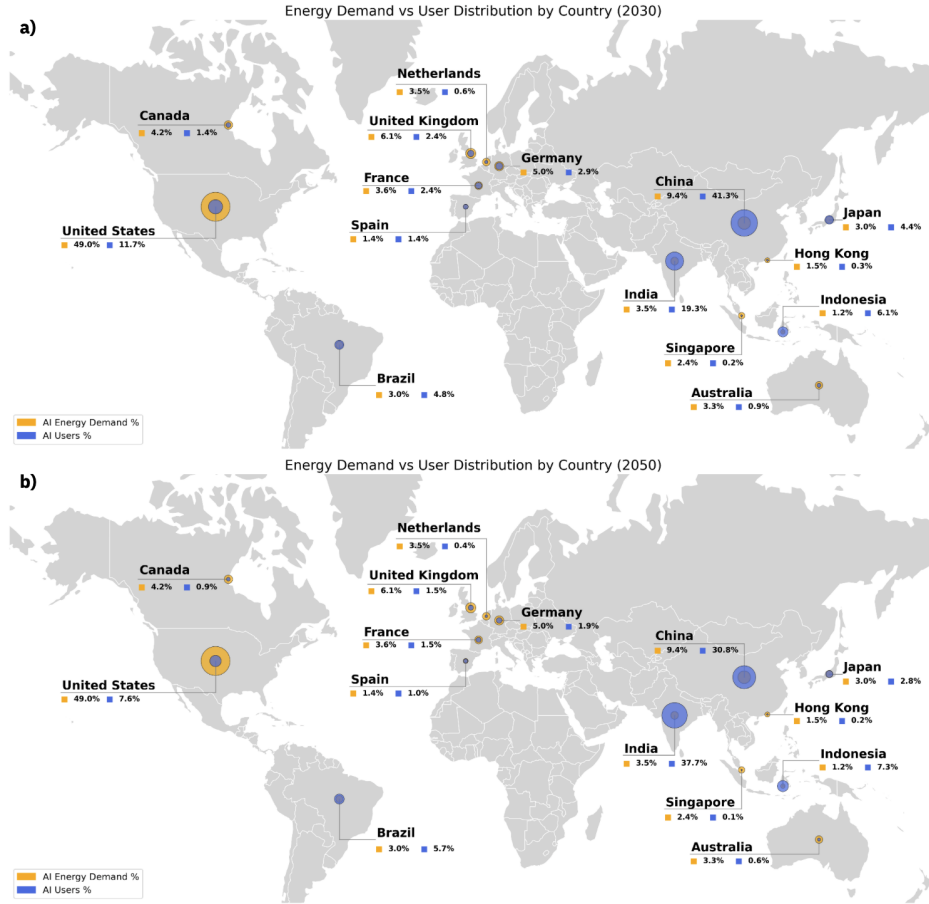 Energy Demand vs User Distribution by Country (2030)
a)
Netherlands
3.5% 0.6%
Canada
4.2% 1.4%
United Kingdom
6.1% 2.4%
Germany
5.0% 2.9%
France
3.6% 2.4%
China
9.4% 41.3%
Spain
1.4% 1.4%
Japan
3.0% 4.4%
United States
49.0% 11.7%
Hong Kong
1.5% 0.3%
India
3.5% 19.3%
Indonesia
1.2% 6.1%
Singapore
2.4% 0.2%
Brazil
3.0% 4.8%
Australia
3.3% 0.9%
AI Energy Demand %
AI Users %
Energy Demand vs User Distribution by Country (2050)
b)
Netherlands
3.5% 0.4%
Canada
4.2% 0.9%
United Kingdom
6.1% 1.5%
Germany
5.0% 1.9%
France
3.6% 1.5%
China
9.4% 30.8%
Spain
1.4% 1.0%
Japan
3.0% 2.8%
United States
49.0% 7.6%
Hong Kong
1.5% 0.2%
India
3.5% 37.7%
Indonesia
1.2% 7.3%
Singapore
2.4% 0.1%
Brazil
3.0% 5.7%
Australia
3.3% 0.6%
AI Energy Demand %
AI Users %